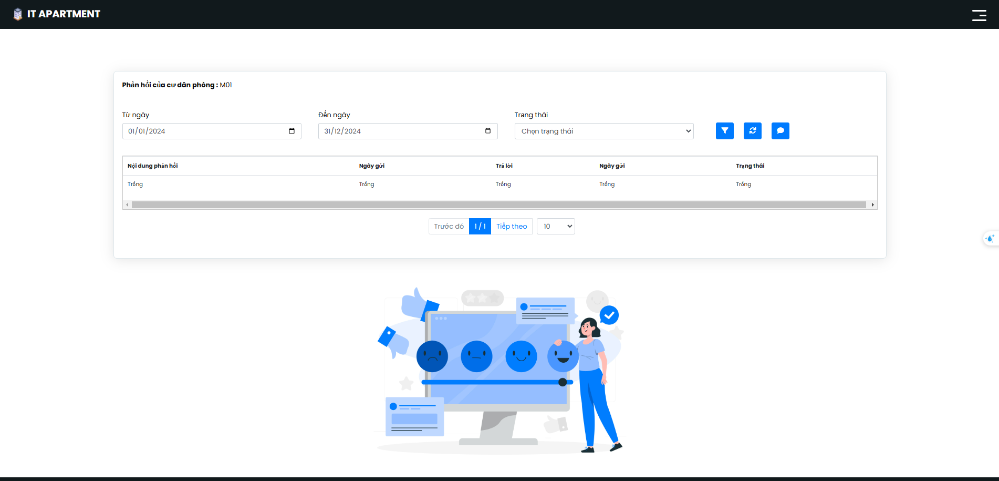 IT APARTMENT
Phản hồi của cư dân phòng : M01
Từ ngày Đến ngày Trạng thái
01/01/2024 31/12/2024 Chọn trạng thái
Nội dung phản hồi Ngày gửi Trả lời Ngày gửi Trạng thái
Trống Trống Trống Trống Trống
Trước đó 1 / 1 Tiếp theo 10